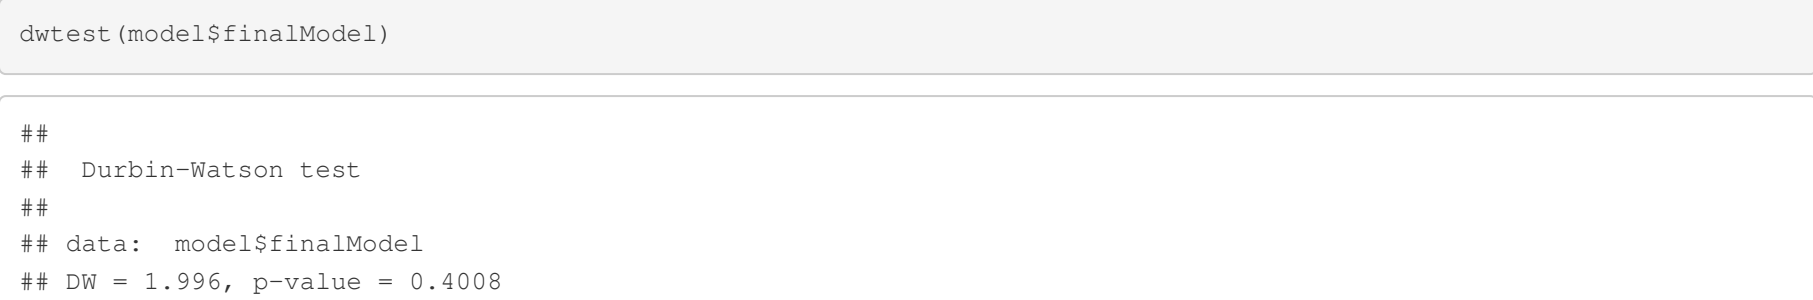 dwtest(model$finalModel)
##
##  Durbin-Watson test
##
## data:  model$finalModel
## DW = 1.996, p-value = 0.4008